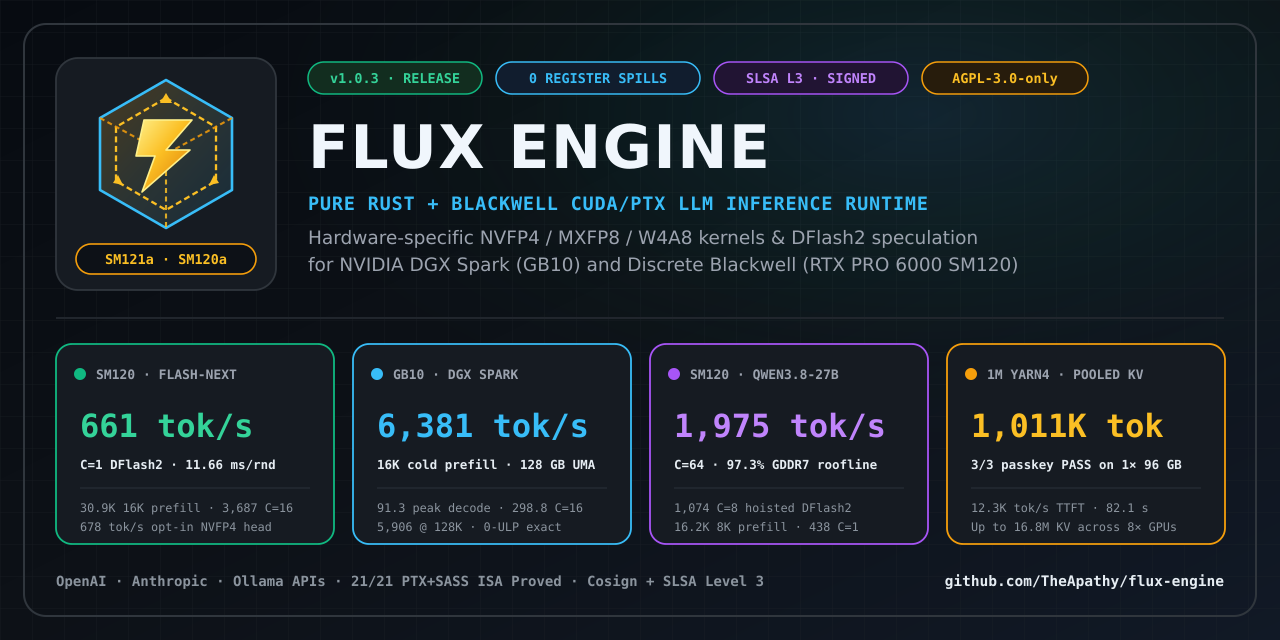 v1.0.3 · RELEASE
0 REGISTER SPILLS
SLSA L3 · SIGNED
AGPL-3.0-only
FLUX ENGINE
PURE RUST + BLACKWELL CUDA/PTX LLM INFERENCE RUNTIME
Hardware-specific NVFP4 / MXFP8 / W4A8 kernels & DFlash2 speculation
for NVIDIA DGX Spark (GB10) and Discrete Blackwell (RTX PRO 6000 SM120)
SM121a · SM120a
SM120 · FLASH-NEXT
661 tok/s
C=1 DFlash2 · 11.66 ms/rnd
30.9K 16K prefill · 3,687 C=16
678 tok/s opt-in NVFP4 head
GB10 · DGX SPARK
6,381 tok/s
16K cold prefill · 128 GB UMA
91.3 peak decode · 298.8 C=16
5,906 @ 128K · 0-ULP exact
SM120 · QWEN3.8-27B
1,975 tok/s
C=64 · 97.3% GDDR7 roofline
1,074 C=8 hoisted DFlash2
16.2K 8K prefill · 438 C=1
1M YARN4 · POOLED KV
1,011K tok
3/3 passkey PASS on 1× 96 GB
12.3K tok/s TTFT · 82.1 s
Up to 16.8M KV across 8× GPUs
OpenAI · Anthropic · Ollama APIs · 21/21 PTX+SASS ISA Proved · Cosign + SLSA Level 3
github.com/TheApathy/flux-engine